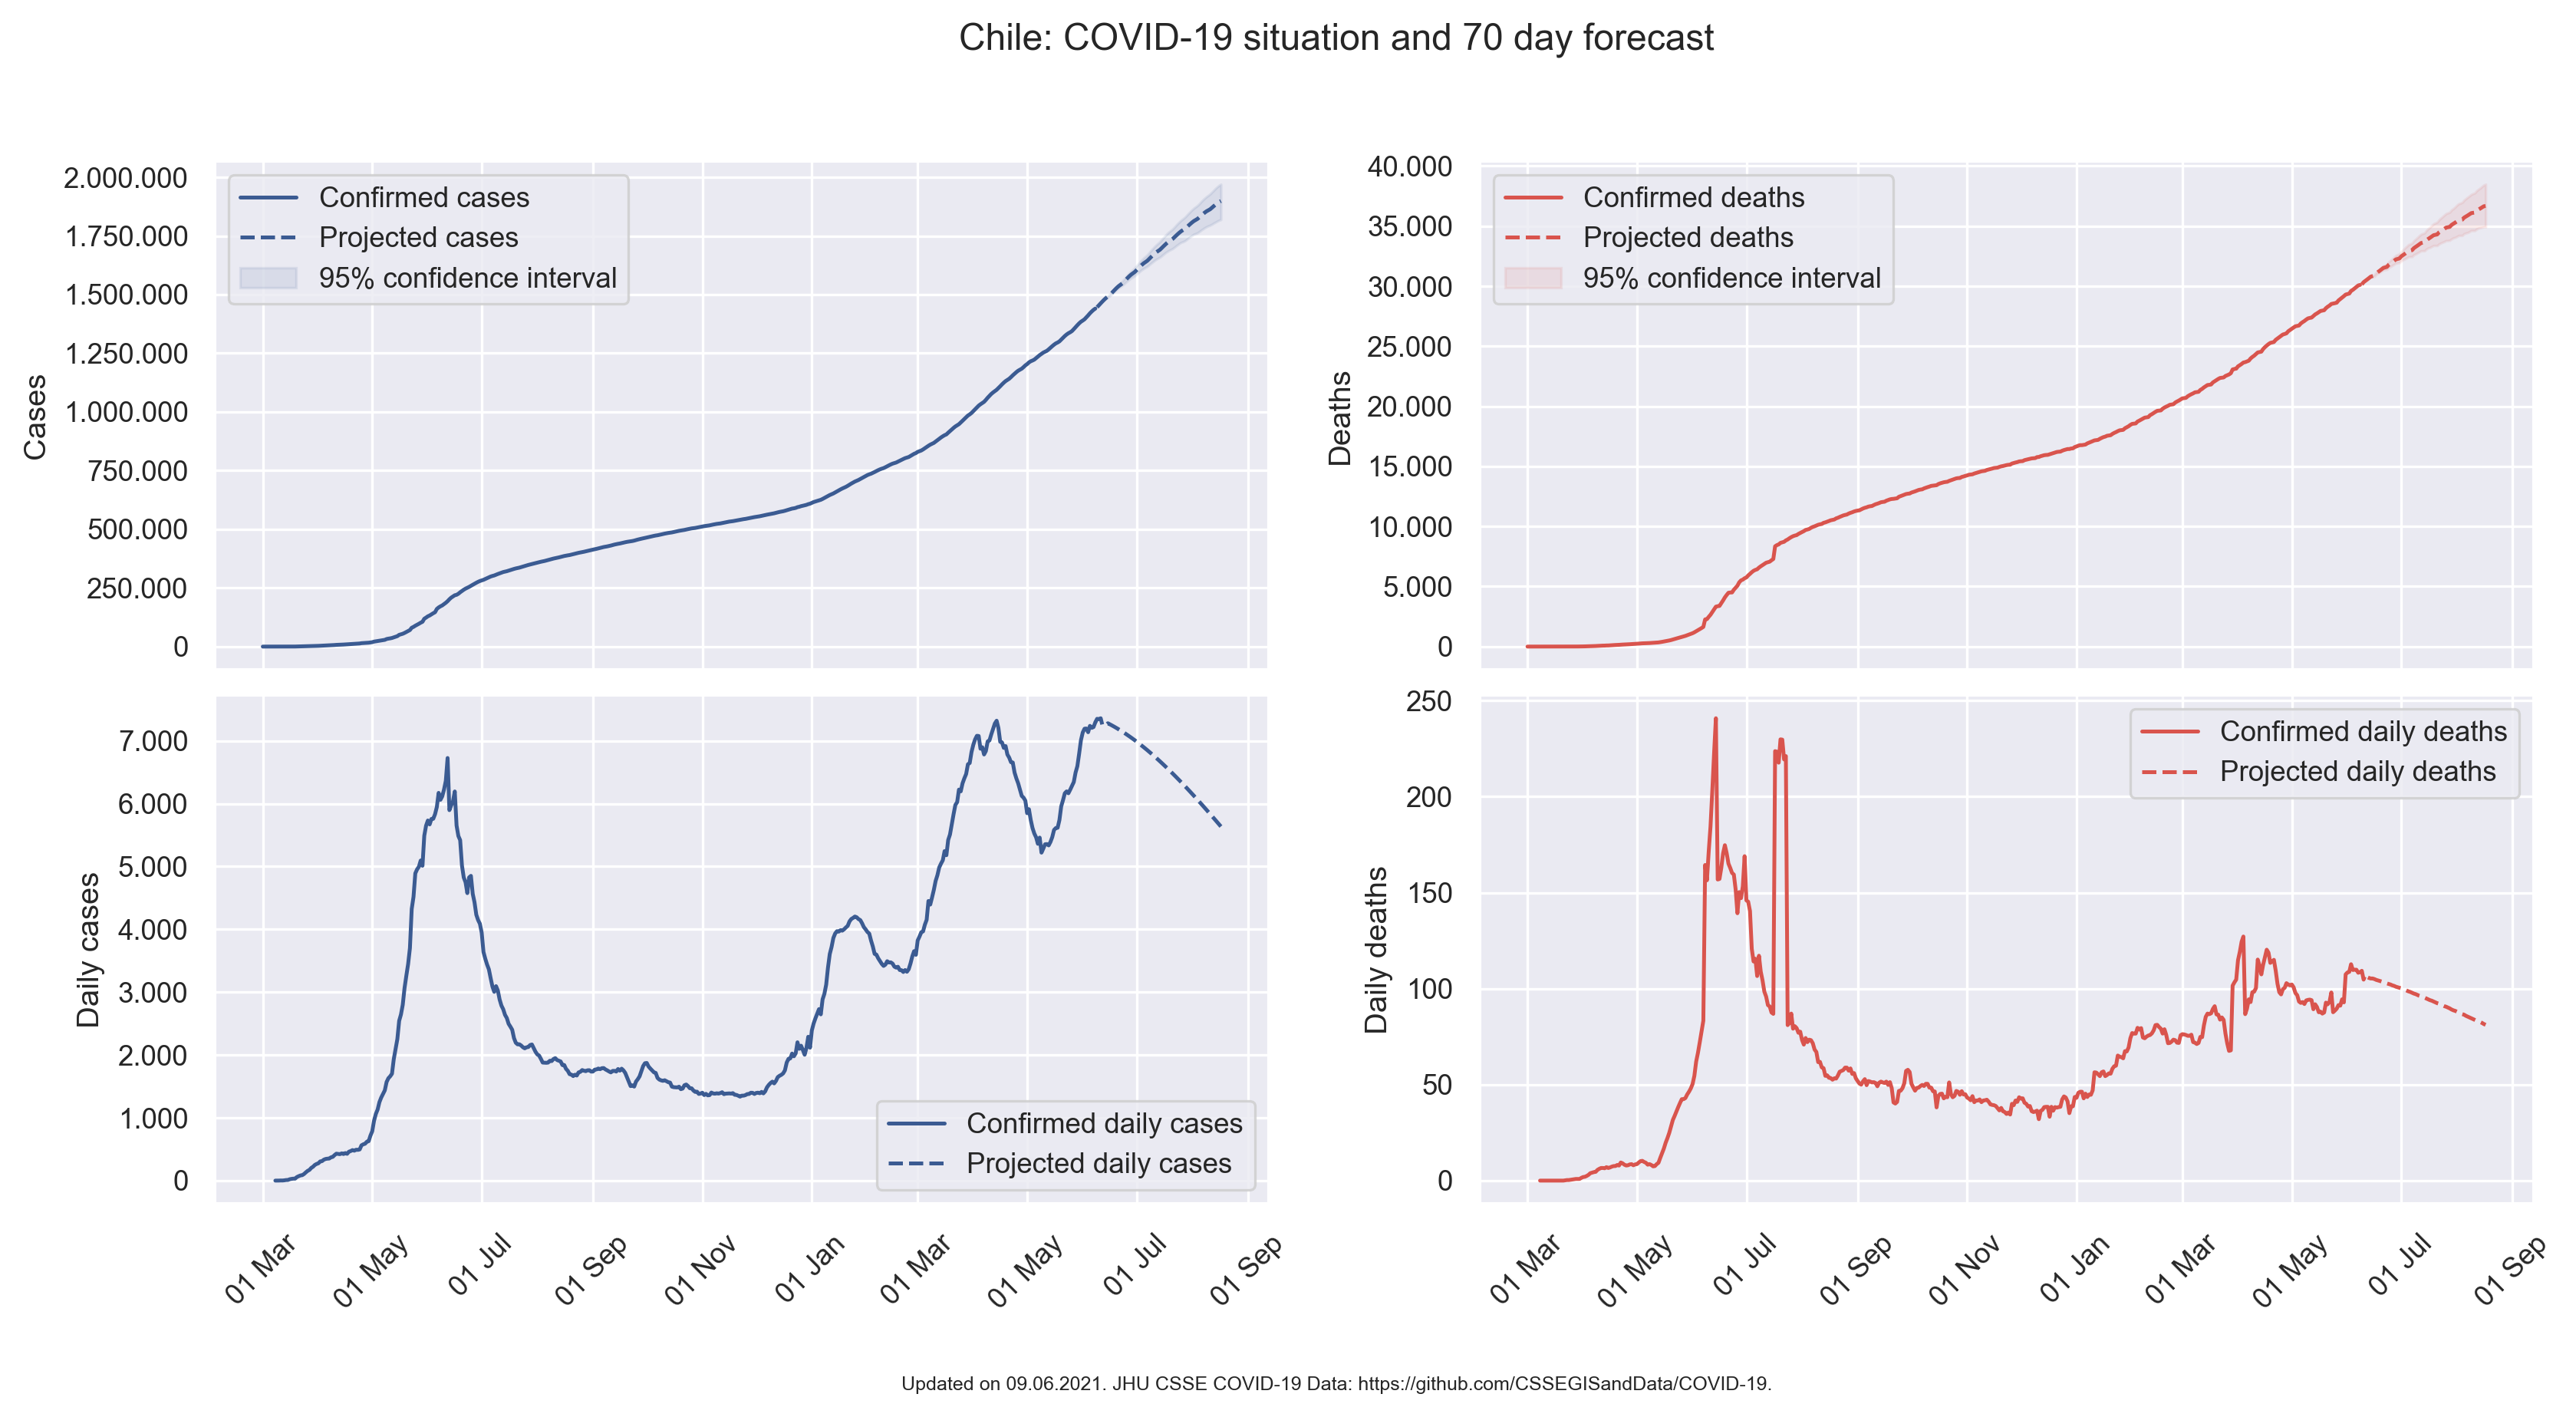 Chile: COVID-19 situation and 70 day forecast
2.000.000
1.750.000
1.500.000
1.250.000
1.000.000
750.000
500.000
250.000
0
Cases
Confirmed cases
Projected cases
95% confidence interval
40.000
35.000
30.000
25.000
20.000
15.000
10.000
5.000
0
Deaths
Confirmed deaths
Projected deaths
95% confidence interval
7.000
6.000
5.000
4.000
3.000
2.000
1.000
0
Daily cases
Confirmed daily cases
Projected daily cases
01 Mar
01 May
01 Jul
01 Sep
01 Nov
01 Jan
01 Mar
01 May
01 Jul
01 Sep
250
200
150
100
50
0
Daily deaths
Confirmed daily deaths
Projected daily deaths
01 Mar
01 May
01 Jul
01 Sep
01 Nov
01 Jan
01 Mar
01 May
01 Jul
01 Sep
Updated on 09.06.2021. JHU CSSE COVID-19 Data: https://github.com/CSSEGISandData/COVID-19.